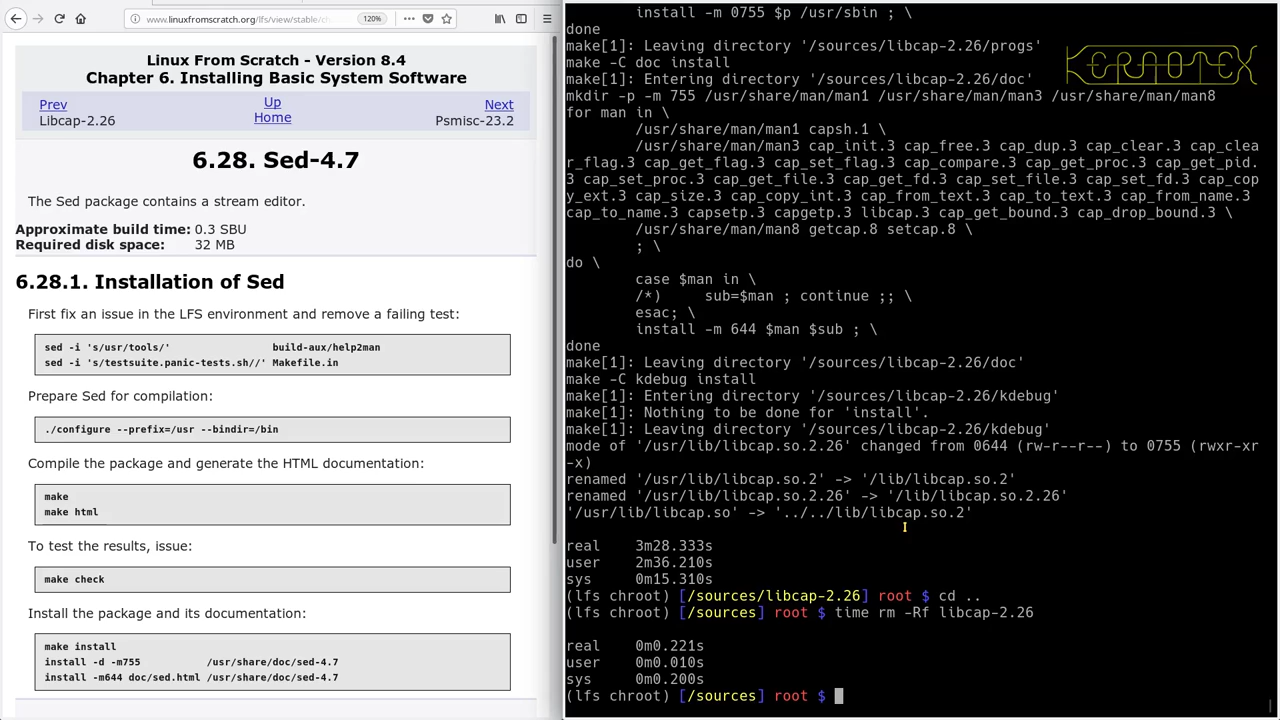 www.linuxfromscratch.org/lfs/view/stable/ch
120%
Linux From Scratch - Version 8.4
Chapter 6. Installing Basic System Software
Prev
Up
Next
Libcap-2.26
Home
Psmisc-23.2
6.28. Sed-4.7
The Sed package contains a stream editor.
Approximate build time: 0.3 SBU
Required disk space: 32 MB
6.28.1. Installation of Sed
First fix an issue in the LFS environment and remove a failing test:
sed -i 's/usr/tools/'                 build-aux/help2man
sed -i 's/testsuite.panic-tests.sh//' Makefile.in
Prepare Sed for compilation:
./configure --prefix=/usr --bindir=/bin
Compile the package and generate the HTML documentation:
make
make html
To test the results, issue:
make check
Install the package and its documentation:
make install
install -d -m755           /usr/share/doc/sed-4.7
install -m644 doc/sed.html /usr/share/doc/sed-4.7
        install -m 0755 $p /usr/sbin ; \
done
make[1]: Leaving directory '/sources/libcap-2.26/progs'
make -C doc install
make[1]: Entering directory '/sources/libcap-2.26/doc'
mkdir -p -m 755 /usr/share/man/man1 /usr/share/man/man3 /usr/share/man/man8
for man in \
        /usr/share/man/man1 capsh.1 \
        /usr/share/man/man3 cap_init.3 cap_free.3 cap_dup.3 cap_clear.3 cap_clea
r_flag.3 cap_get_flag.3 cap_set_flag.3 cap_compare.3 cap_get_proc.3 cap_get_pid.
3 cap_set_proc.3 cap_get_file.3 cap_get_fd.3 cap_set_file.3 cap_set_fd.3 cap_cop
y_ext.3 cap_size.3 cap_copy_int.3 cap_from_text.3 cap_to_text.3 cap_from_name.3
cap_to_name.3 capsetp.3 capgetp.3 libcap.3 cap_get_bound.3 cap_drop_bound.3 \
        /usr/share/man/man8 getcap.8 setcap.8 \
        ; \
do \
        case $man in \
        /*)     sub=$man ; continue ;; \
        esac; \
        install -m 644 $man $sub ; \
done
make[1]: Leaving directory '/sources/libcap-2.26/doc'
make -C kdebug install
make[1]: Entering directory '/sources/libcap-2.26/kdebug'
make[1]: Nothing to be done for 'install'.
make[1]: Leaving directory '/sources/libcap-2.26/kdebug'
mode of '/usr/lib/libcap.so.2.26' changed from 0644 (rw-r--r--) to 0755 (rwxr-xr
-x)
renamed '/usr/lib/libcap.so.2' -> '/lib/libcap.so.2'
renamed '/usr/lib/libcap.so.2.26' -> '/lib/libcap.so.2.26'
'/usr/lib/libcap.so' -> '../../lib/libcap.so.2'
real    3m28.333s
user    2m36.210s
sys     0m15.310s
(lfs chroot) [/sources/libcap-2.26] root $ cd ..
(lfs chroot) [/sources] root $ time rm -Rf libcap-2.26
real    0m0.221s
user    0m0.010s
sys     0m0.200s
(lfs chroot) [/sources] root $